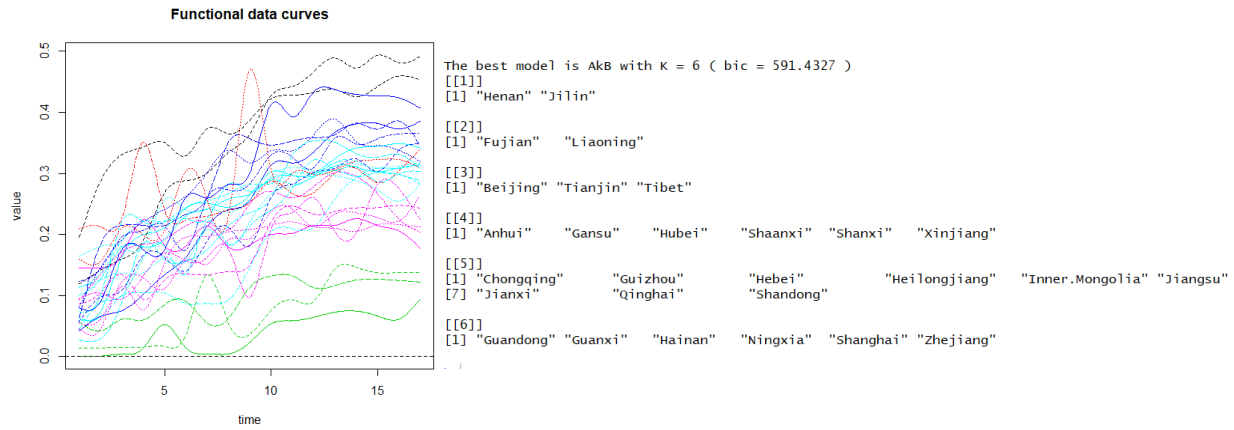 Functional data curves
0.5
0.4
0.3
0.2
0.1
0.0
value
5 10 15
time
The best model is AkB with K = 6 ( bic = 591.4327 )
[[1]]
[1] "Henan" "Jilin"
[[2]]
[1] "Fujian" "Liaoning"
[[3]]
[1] "Beijing" "Tianjin" "Tibet"
[[4]]
[1] "Anhui" "Gansu" "Hubei" "Shaanxi" "Shanxi" "Xinjiang"
[[5]]
[1] "Chongqing" "Guizhou" "Hebei" "Heilongjiang" "Inner.Mongolia" "Jiangsu"
[7] "Jianxi" "Qinghai" "Shandong"
[[6]]
[1] "Guandong" "Guanxi" "Hainan" "Ningxia" "Shanghai" "Zhejiang"